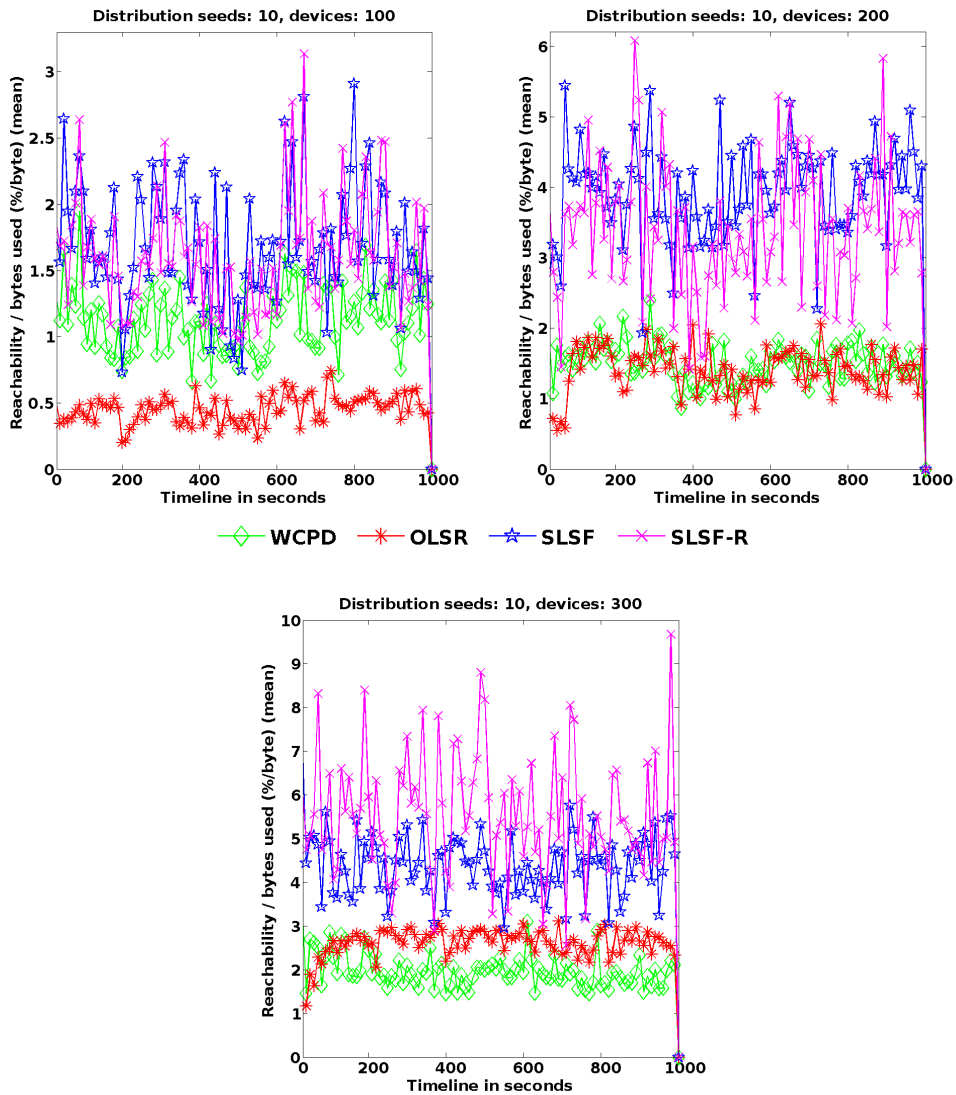 Distribution seeds: 10, devices: 100
Reachability / bytes used (%/byte) (mean)
3
2.5
2
1.5
1
0.5
0
0 200 400 600 800 1000
Timeline in seconds
Distribution seeds: 10, devices: 200
Reachability / bytes used (%/byte) (mean)
6
5
4
3
2
1
0
0 200 400 600 800 1000
Timeline in seconds
WCPD OLSR SLSF SLSF-R
Distribution seeds: 10, devices: 300
Reachability / bytes used (%/byte) (mean)
10
9
8
7
6
5
4
3
2
1
0
0 200 400 600 800 1000
Timeline in seconds